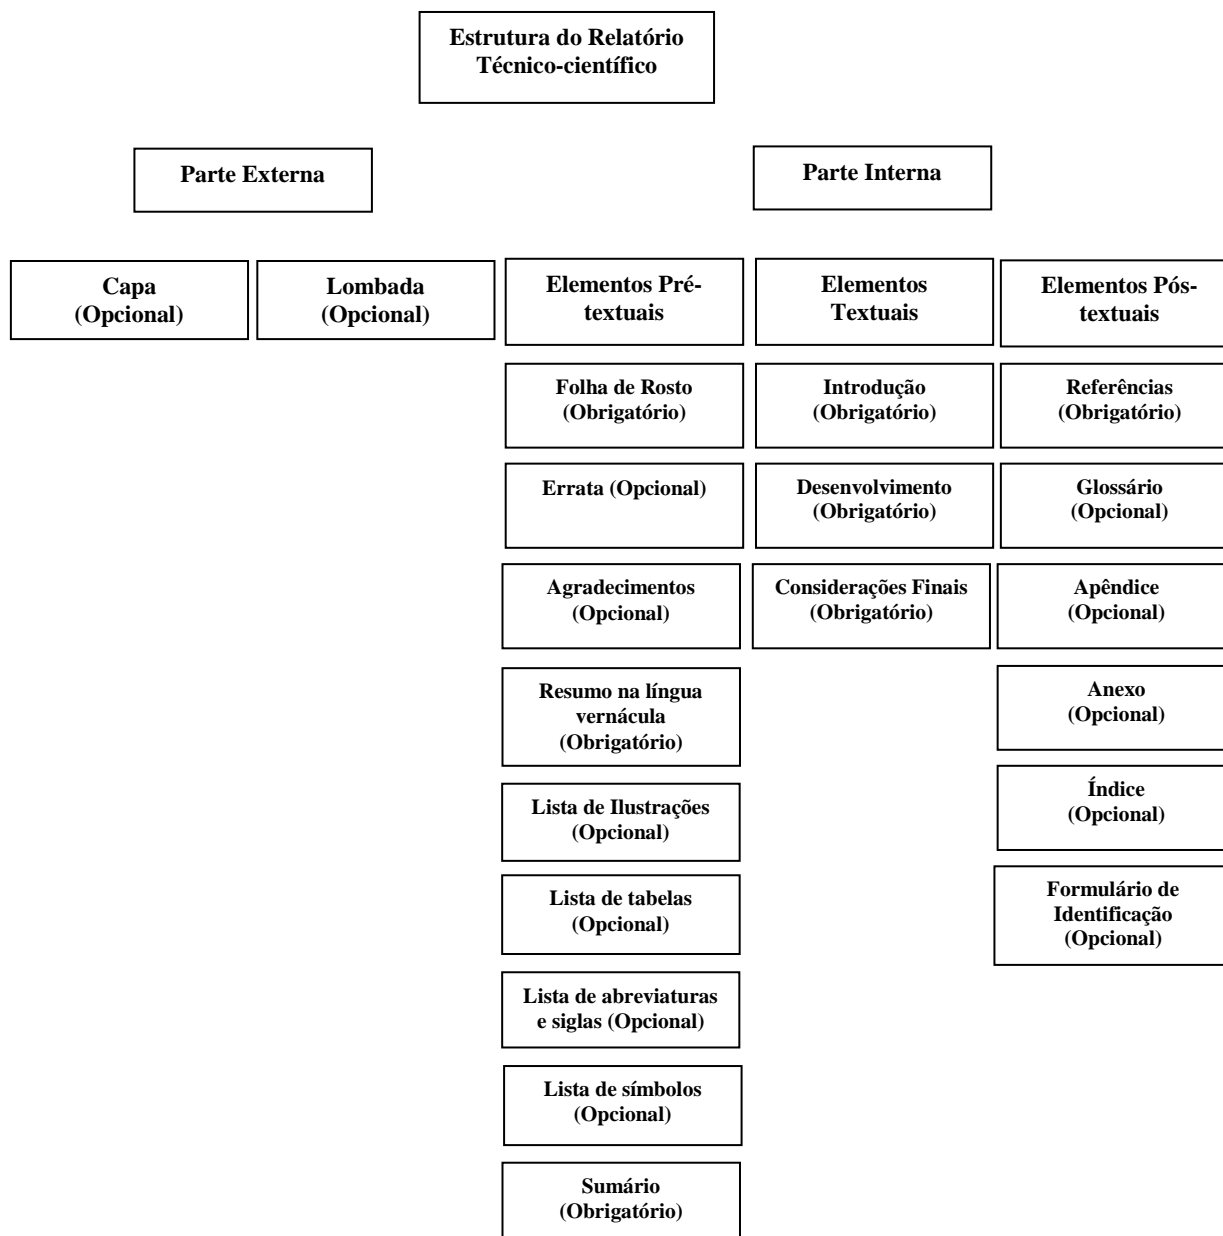 Estrutura do Relatório
Técnico-científico
Parte Externa
Parte Interna
Capa
(Opcional)
Lombada
(Opcional)
Elementos Pré-
textuais
Elementos
Textuais
Elementos Pós-
textuais
Folha de Rosto
(Obrigatório)
Introdução
(Obrigatório)
Referências
(Obrigatório)
Errata (Opcional)
Desenvolvimento
(Obrigatório)
Glossário
(Opcional)
Agradecimentos
(Opcional)
Considerações Finais
(Obrigatório)
Apêndice
(Opcional)
Resumo na língua
vernácula
(Obrigatório)
Anexo
(Opcional)
Lista de Ilustrações
(Opcional)
Índice
(Opcional)
Lista de tabelas
(Opcional)
Formulário de
Identificação
(Opcional)
Lista de abreviaturas
e siglas (Opcional)
Lista de símbolos
(Opcional)
Sumário
(Obrigatório)